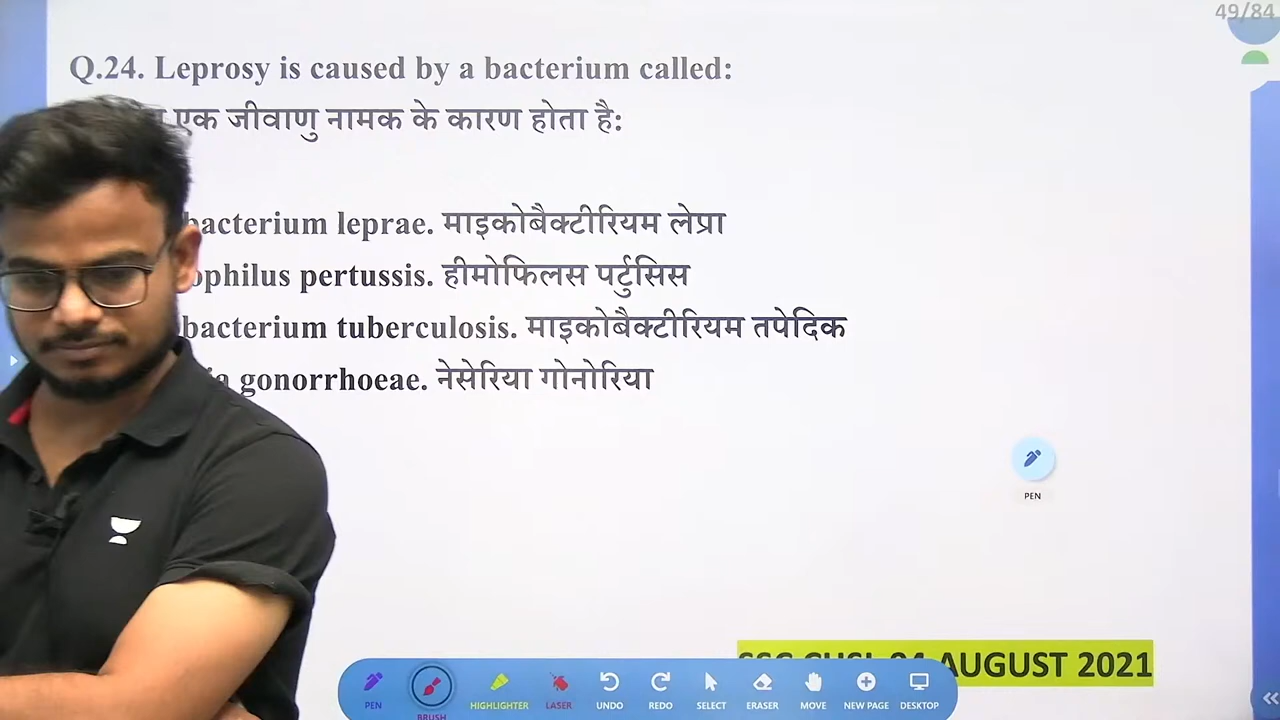 49/84
Q.24. Leprosy is caused by a bacterium called:
एक जीवाणु नामक के कारण होता है:
bacterium leprae. माइकोबैक्टीरियम लेप्रा
ophilus pertussis. हीमोफिलस पर्टुसिस
bacterium tuberculosis. माइकोबैक्टीरियम तपेदिक
ia gonorrhoeae. नेसेरिया गोनोरिया
PEN
AUGUST 2021
PEN
BRUSH
HIGHLIGHTER
LASER
UNDO
REDO
SELECT
ERASER
MOVE
NEW PAGE
DESKTOP